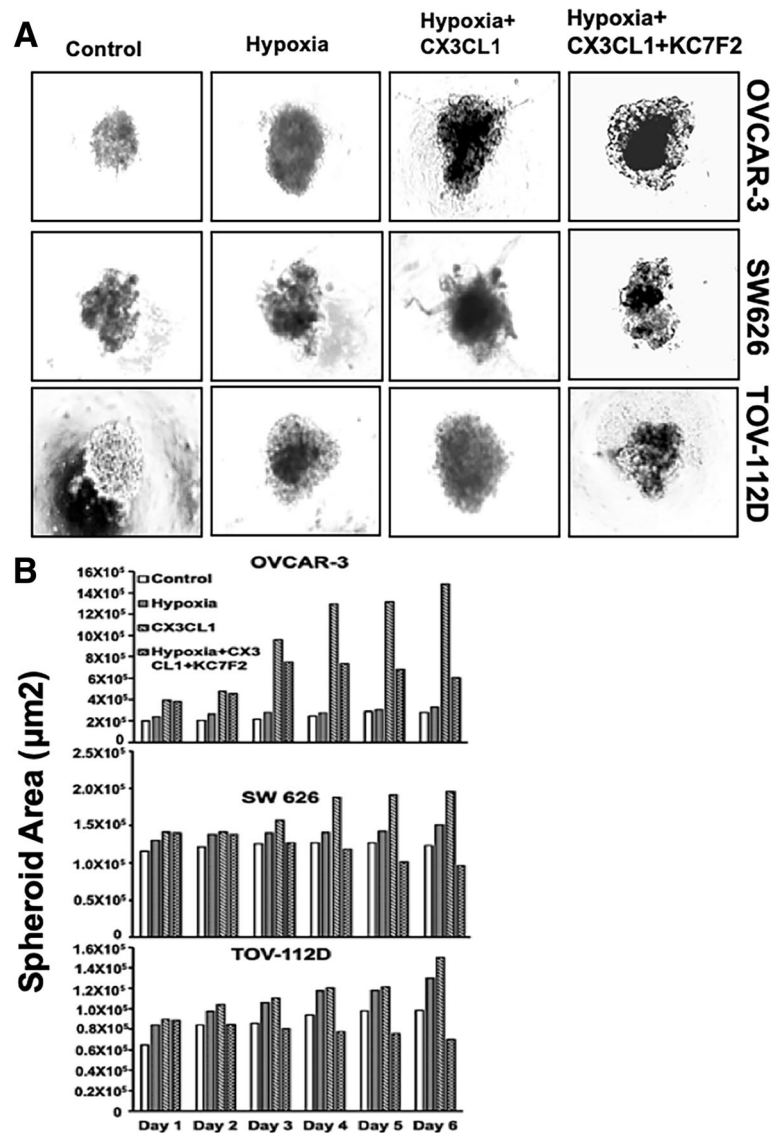 A
Control
Hypoxia
Hypoxia+
CX3CL1
Hypoxia+
CX3CL1+KC7F2
OVCAR-3
SW626
TOV-112D
B
Spheroid Area (µm2)
OVCAR-3
16X10⁵
14X10⁵
12X10⁵
10X10⁵
8X10⁵
6X10⁵
4X10⁵
2X10⁵
0
Control
Hypoxia
CX3CL1
Hypoxia+CX3
CL1+KC7F2
SW 626
2.5X10⁵
2.0X10⁵
1.5X10⁵
1.0X10⁵
0.5X10⁵
0
TOV-112D
1.6X10⁵
1.4X10⁵
1.2X10⁵
1.0X10⁵
0.8X10⁵
0.6X10⁵
0.4X10⁵
0.2X10⁵
0
Day 1 Day 2 Day 3 Day 4 Day 5 Day 6